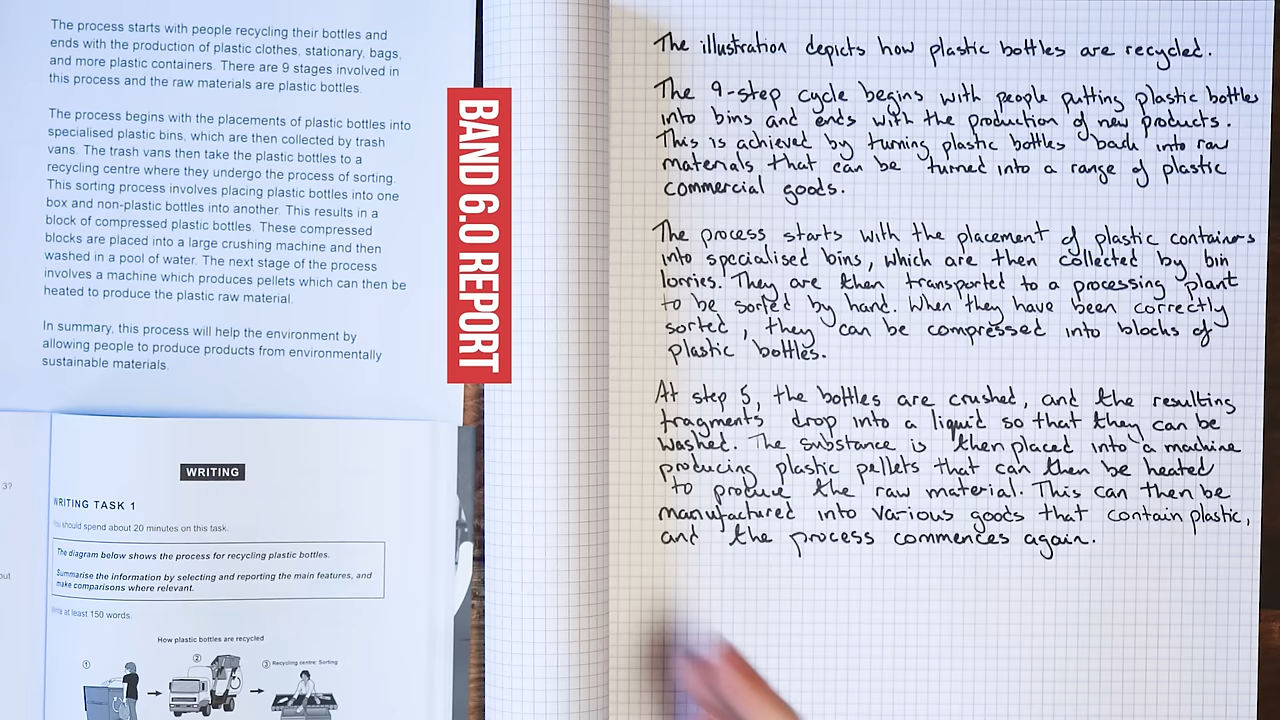 The process starts with people recycling their bottles and
ends with the production of plastic clothes, stationary, bags,
and more plastic containers. There are 9 stages involved in
this process and the raw materials are plastic bottles.
The process begins with the placements of plastic bottles into
specialised plastic bins, which are then collected by trash
vans. The trash vans then take the plastic bottles to a
recycling centre where they undergo the process of sorting.
This sorting process involves placing plastic bottles into one
box and non-plastic bottles into another. This results in a
block of compressed plastic bottles. These compressed
blocks are placed into a large crushing machine and then
washed in a pool of water. The next stage of the process
involves a machine which produces pellets which can then be
heated to produce the plastic raw material.
In summary, this process will help the environment by
allowing people to produce products from environmentally
sustainable materials.
3?
WRITING
WRITING TASK 1
You should spend about 20 minutes on this task.
The diagram below shows the process for recycling plastic bottles.
Summarise the information by selecting and reporting the main features, and
make comparisons where relevant.
at least 150 words.
How plastic bottles are recycled
1
2
3 Recycling centre: Sorting
BAND 6.0 REPORT
The illustration depicts how plastic bottles are recycled.
The 9-step cycle begins with people putting plastic bottles
into bins and ends with the production of new products.
This is achieved by turning plastic bottles back into raw
materials that can be turned into a range of plastic
commercial goods.
The process starts with the placement of plastic containers
into specialised bins, which are then collected by bin
lorries. They are then transported to a processing plant
to be sorted by hand. When they have been correctly
sorted, they can be compressed into blocks of
plastic bottles.
At step 5, the bottles are crushed, and the resulting
fragments drop into a liquid so that they can be
washed. The substance is then placed into a machine
producing plastic pellets that can then be heated
to produce the raw material. This can then be
manufactured into various goods that contain plastic,
and the process commences again.